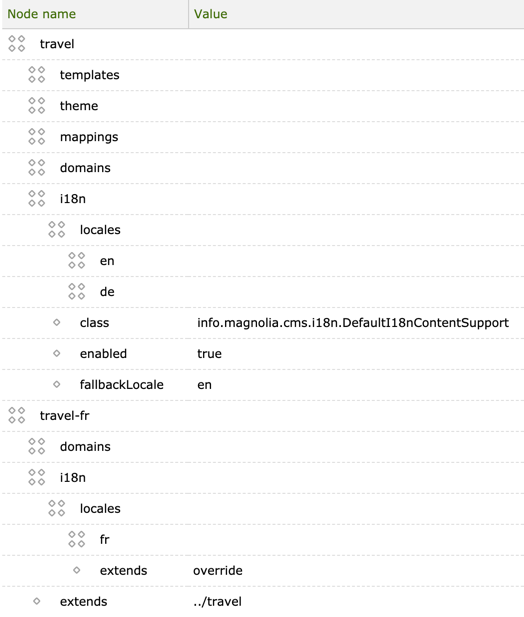 Node name Value
travel
templates
theme
mappings
domains
i18n
locales
en
de
class info.magnolia.cms.i18n.DefaultI18nContentSupport
enabled true
fallbackLocale en
travel-fr
domains
i18n
locales
fr
extends override
extends ../travel